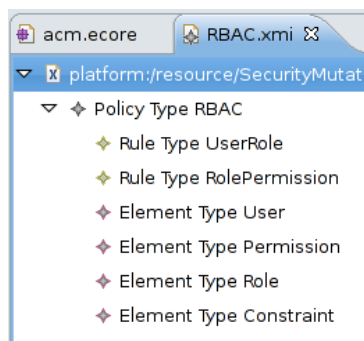 acm.ecore RBAC.xmi
platform:/resource/SecurityMutat
Policy Type RBAC
Rule Type UserRole
Rule Type RolePermission
Element Type User
Element Type Permission
Element Type Role
Element Type Constraint